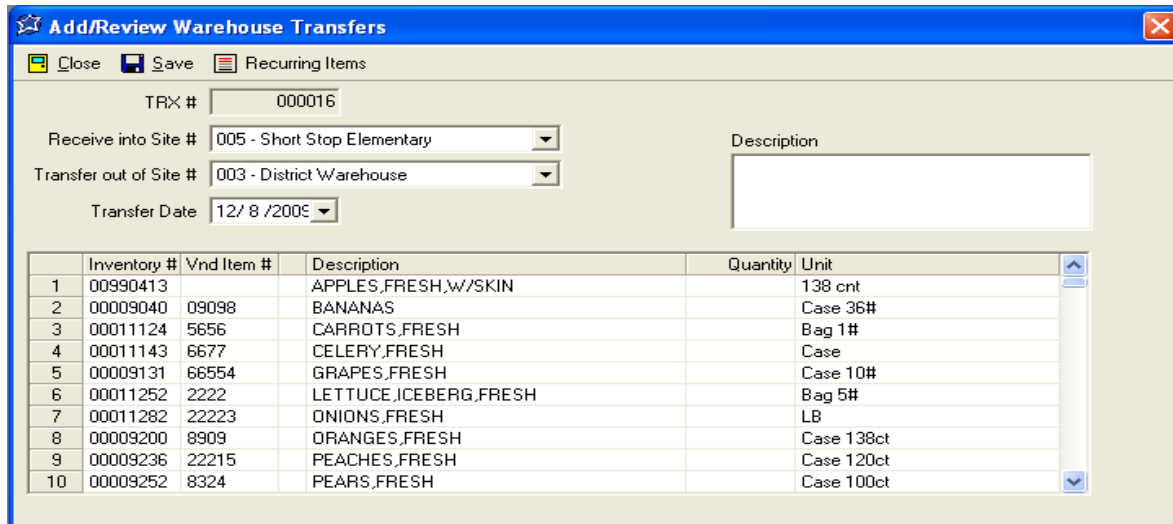 Add/Review Warehouse Transfers
Close Save Recurring Items
TRX # 000016
Receive into Site # 005 - Short Stop Elementary
Description
Transfer out of Site # 003 - District Warehouse
Transfer Date 12/ 8 /2009
Inventory # Vnd Item # Description Quantity Unit
1 00990413 APPLES,FRESH,W/SKIN 138 cnt
2 00009040 09098 BANANAS Case 36#
3 00011124 5656 CARROTS,FRESH Bag 1#
4 00011143 6677 CELERY,FRESH Case
5 00009131 66554 GRAPES,FRESH Case 10#
6 00011252 2222 LETTUCE,ICEBERG,FRESH Bag 5#
7 00011282 22223 ONIONS,FRESH LB
8 00009200 8909 ORANGES,FRESH Case 138ct
9 00009236 22215 PEACHES,FRESH Case 120ct
10 00009252 8324 PEARS,FRESH Case 100ct